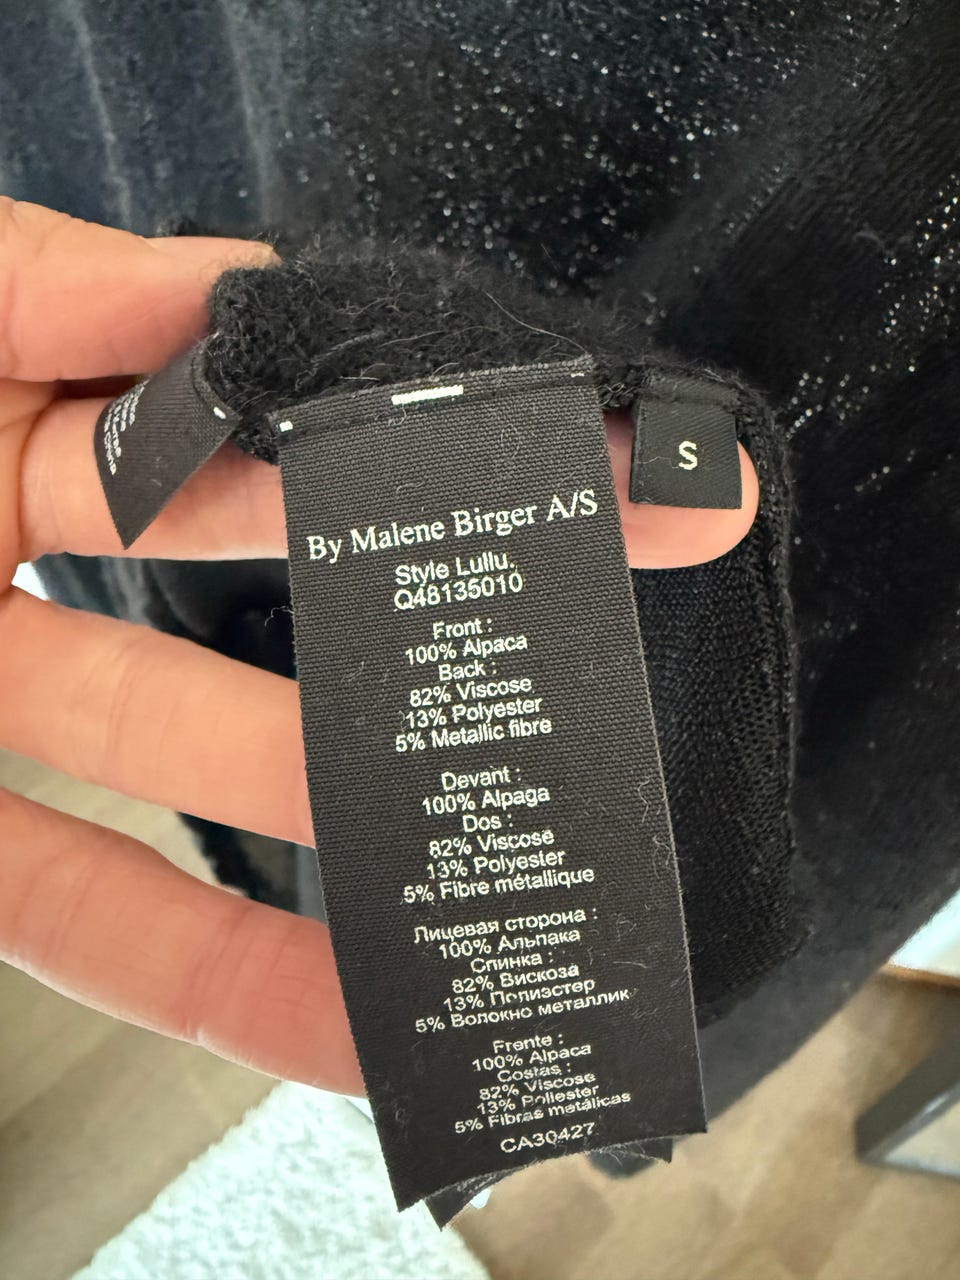 By Malene Birger A/S
Style Lullu.
Q48135010
Front :
100% Alpaca
Back :
82% Viscose
13% Polyester
5% Metallic fibre
Devant :
100% Alpaga
Dos :
82% Viscose
13% Polyester
5% Fibre métallique
Лицевая сторона :
100% Альпака
Спинка :
82% Вискоза
13% Полиэстер
5% Волокно металлик
Frente :
100% Alpaca
Costas :
82% Viscose
13% Poliester
5% Fibras metálicas
CA30427
S